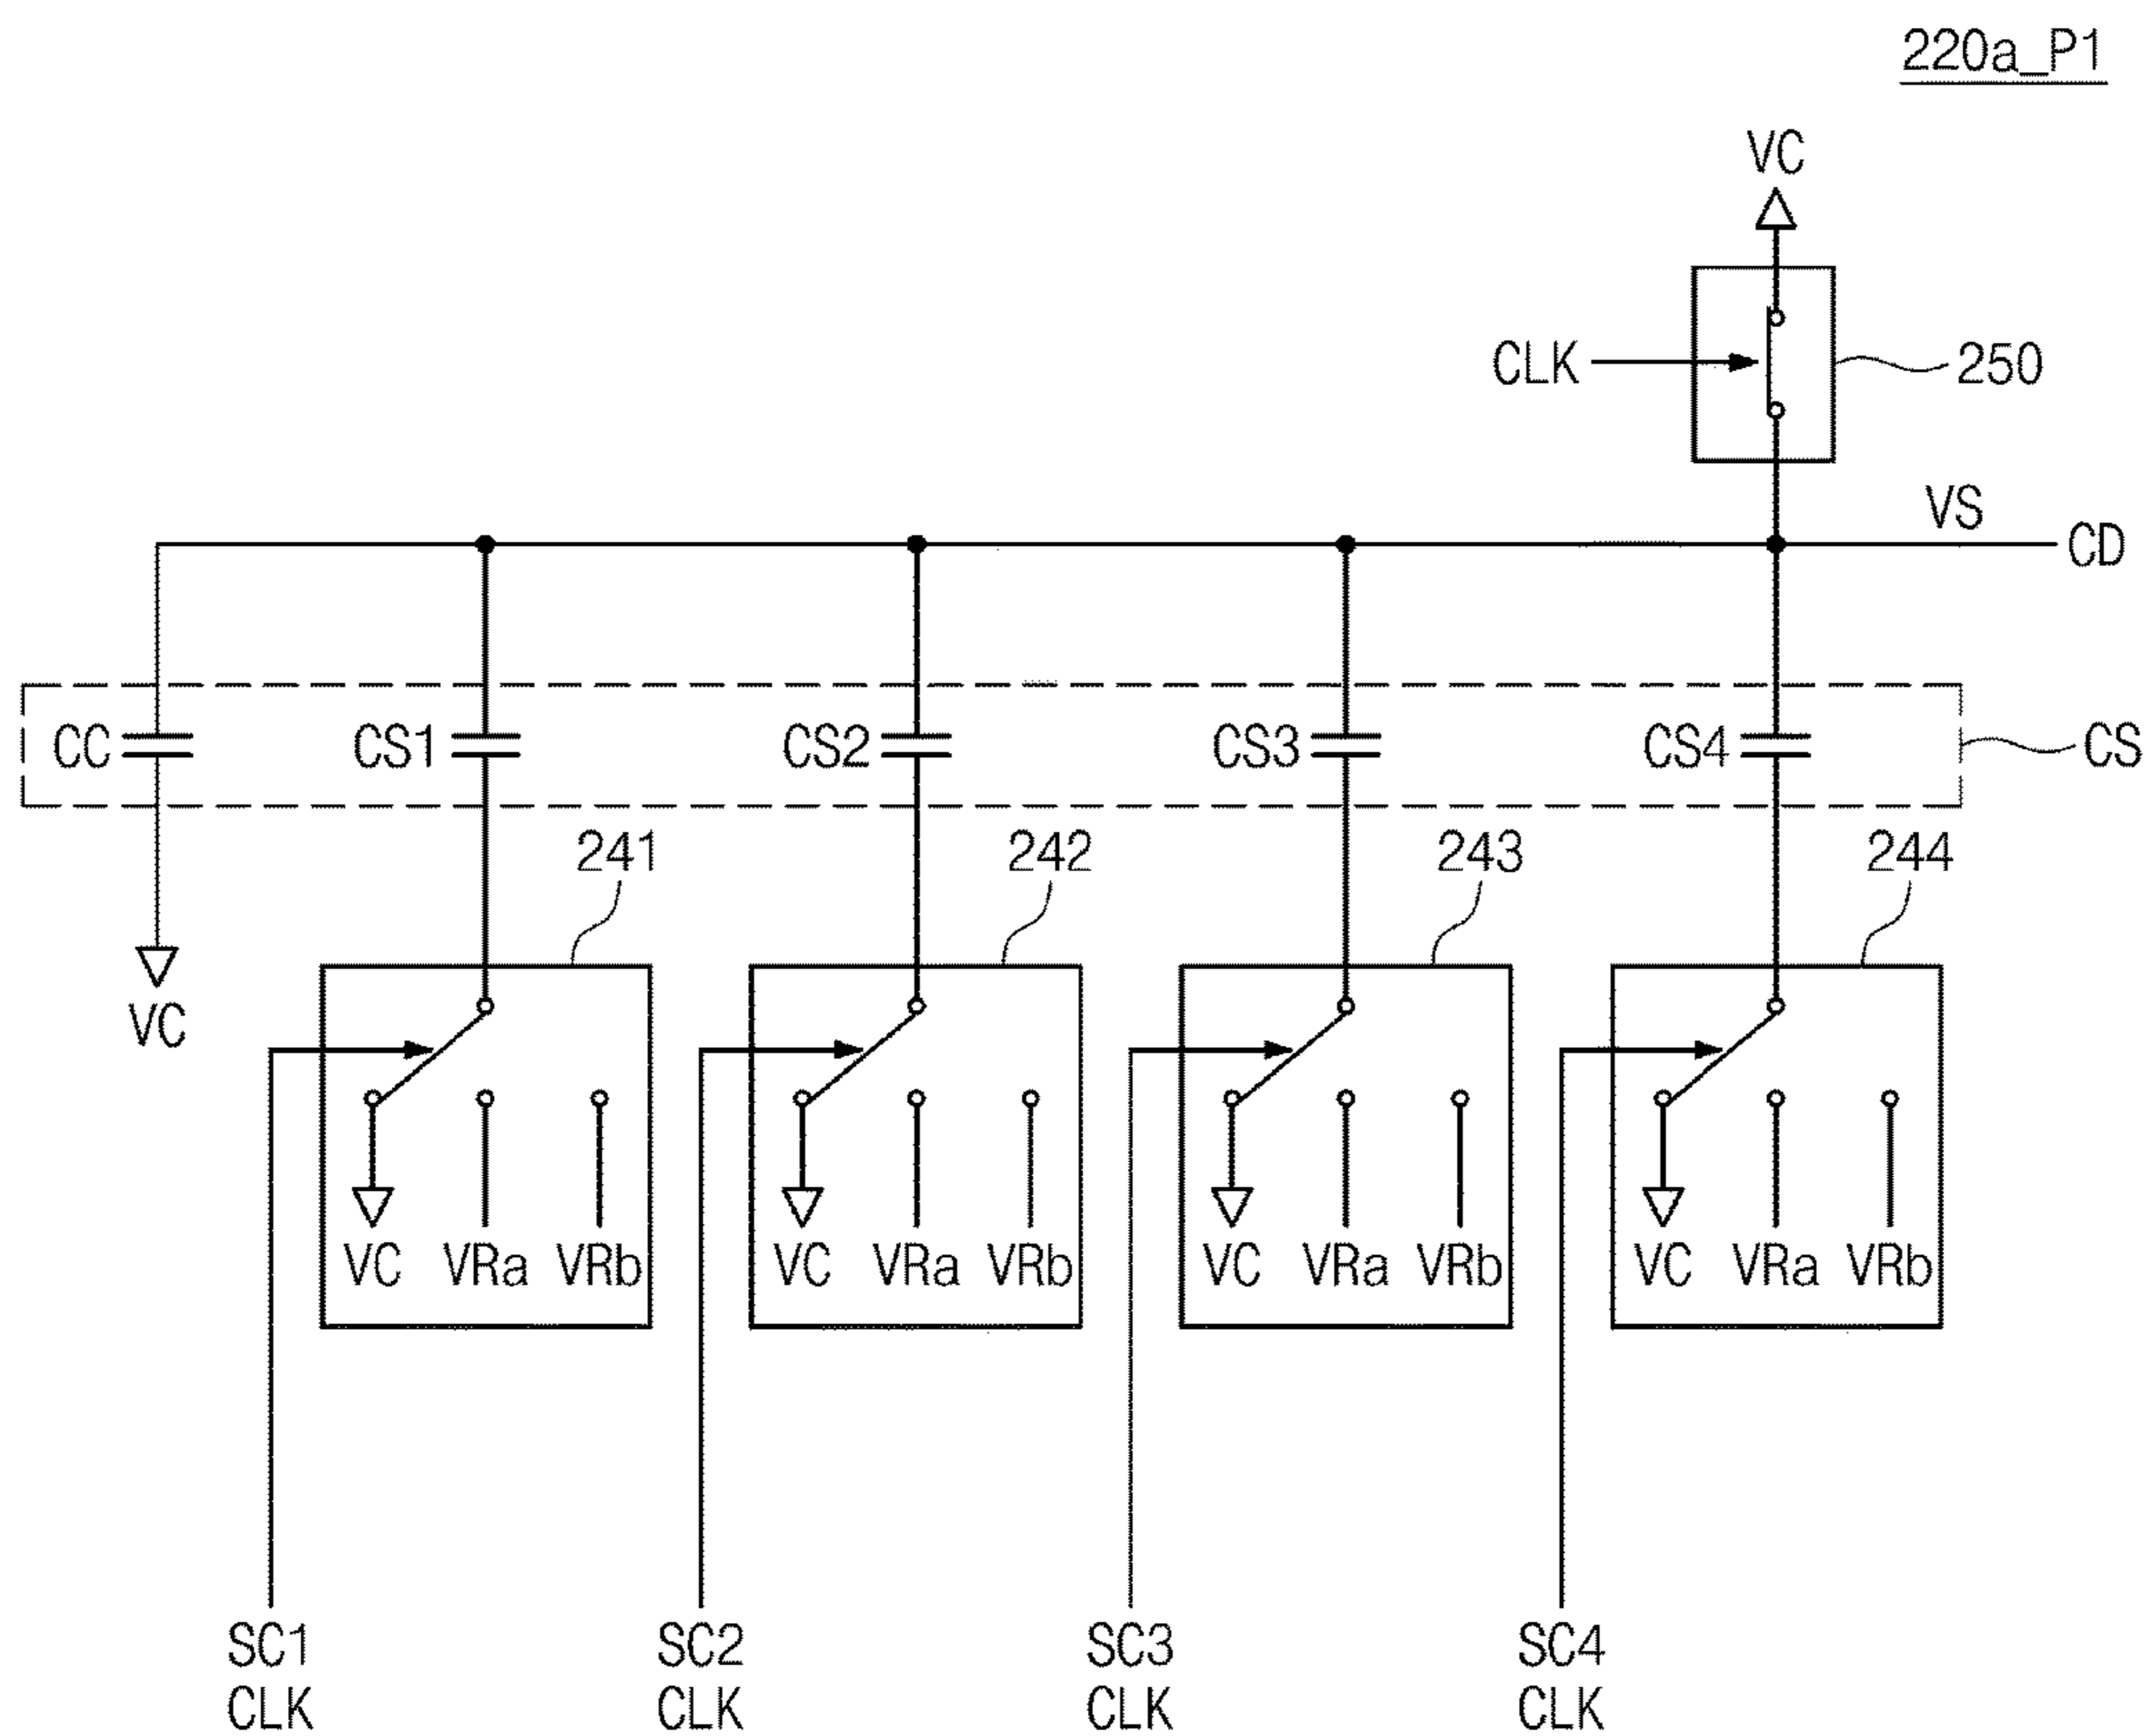 220a_P1
VC
CLK
250
VS
CD
CC
CS1
CS2
CS3
CS4
CS
241
242
243
244
VC
VC VRa VRb
VC VRa VRb
VC VRa VRb
VC VRa VRb
SC1
CLK
SC2
CLK
SC3
CLK
SC4
CLK